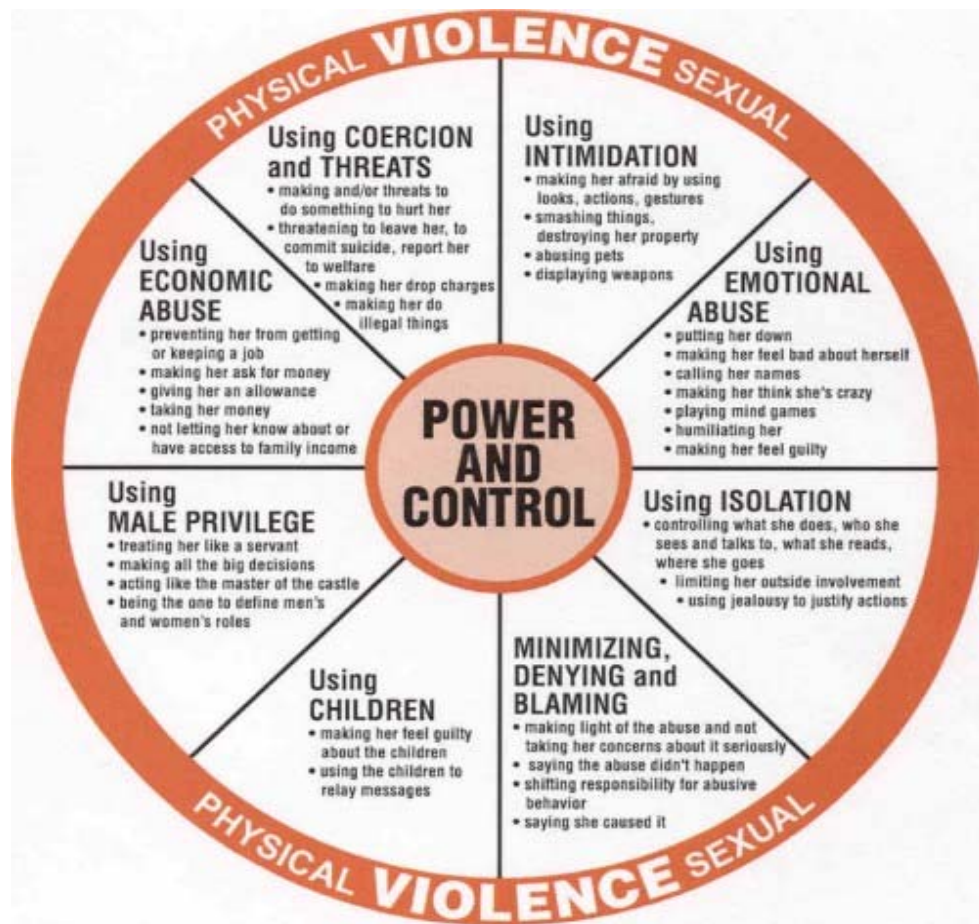 PHYSICAL VIOLENCE SEXUAL
Using COERCION
and THREATS
• making and/or threats to
do something to hurt her
• threatening to leave her, to
commit suicide, report her
to welfare
• making her drop charges
• making her do
illegal things
Using
INTIMIDATION
• making her afraid by using
looks, actions, gestures
• smashing things,
destroying her property
• abusing pets
• displaying weapons
Using
EMOTIONAL
ABUSE
• putting her down
• making her feel bad about herself
• calling her names
• making her think she's crazy
• playing mind games
• humiliating her
• making her feel guilty
Using ISOLATION
• controlling what she does, who she
sees and talks to, what she reads,
where she goes
• limiting her outside involvement
• using jealousy to justify actions
MINIMIZING,
DENYING and
BLAMING
• making light of the abuse and not
taking her concerns about it seriously
• saying the abuse didn't happen
• shifting responsibility for abusive
behavior
• saying she caused it
Using
CHILDREN
• making her feel guilty
about the children
• using the children to
relay messages
Using
MALE PRIVILEGE
• treating her like a servant
• making all the big decisions
• acting like the master of the castle
• being the one to define men's
and women's roles
Using
ECONOMIC
ABUSE
• preventing her from getting
or keeping a job
• making her ask for money
• giving her an allowance
• taking her money
• not letting her know about or
have access to family income
POWER
AND
CONTROL
PHYSICAL VIOLENCE SEXUAL